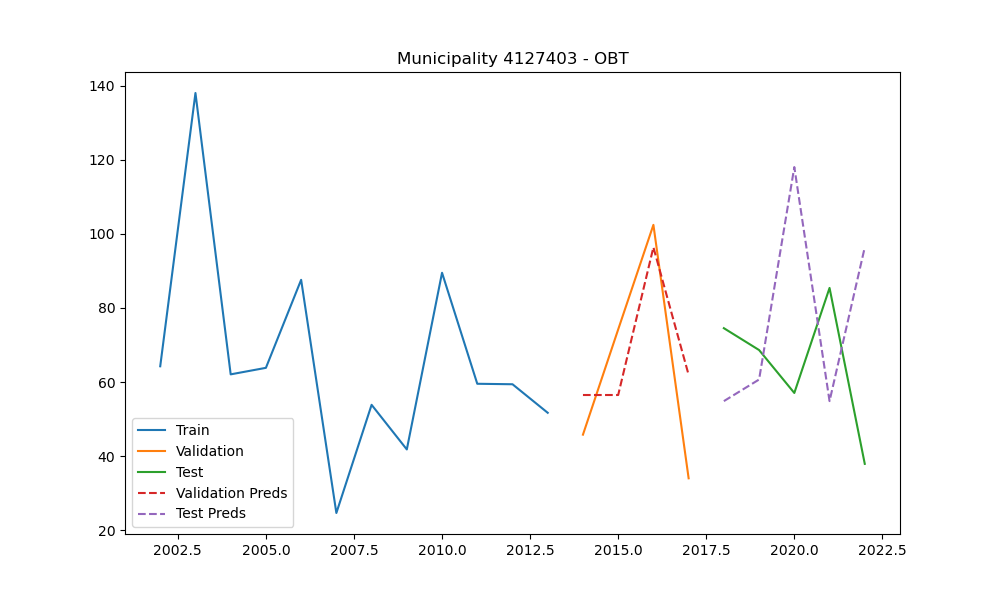 Municipality 4127403 - OBT
140
120
100
80
60
40
20
Train
Validation
Test
Validation Preds
Test Preds
2002.5 2005.0 2007.5 2010.0 2012.5 2015.0 2017.5 2020.0 2022.5